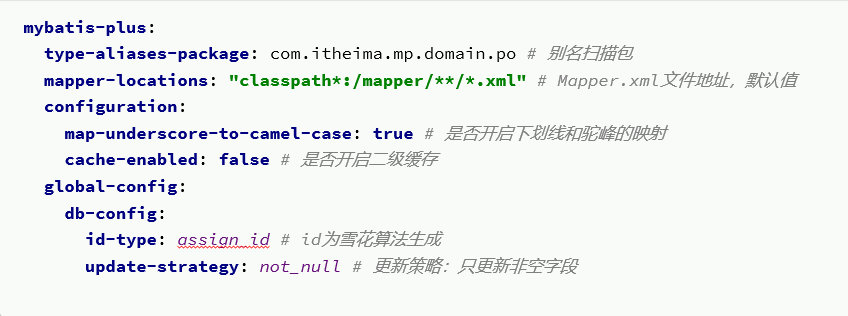 mybatis-plus:
  type-aliases-package: com.itheima.mp.domain.po # 别名扫描包
  mapper-locations: "classpath*:/mapper/**/*.xml" # Mapper.xml文件地址，默认值
  configuration:
    map-underscore-to-camel-case: true # 是否开启下划线和驼峰的映射
    cache-enabled: false # 是否开启二级缓存
  global-config:
    db-config:
      id-type: assign_id # id为雪花算法生成
      update-strategy: not_null # 更新策略：只更新非空字段